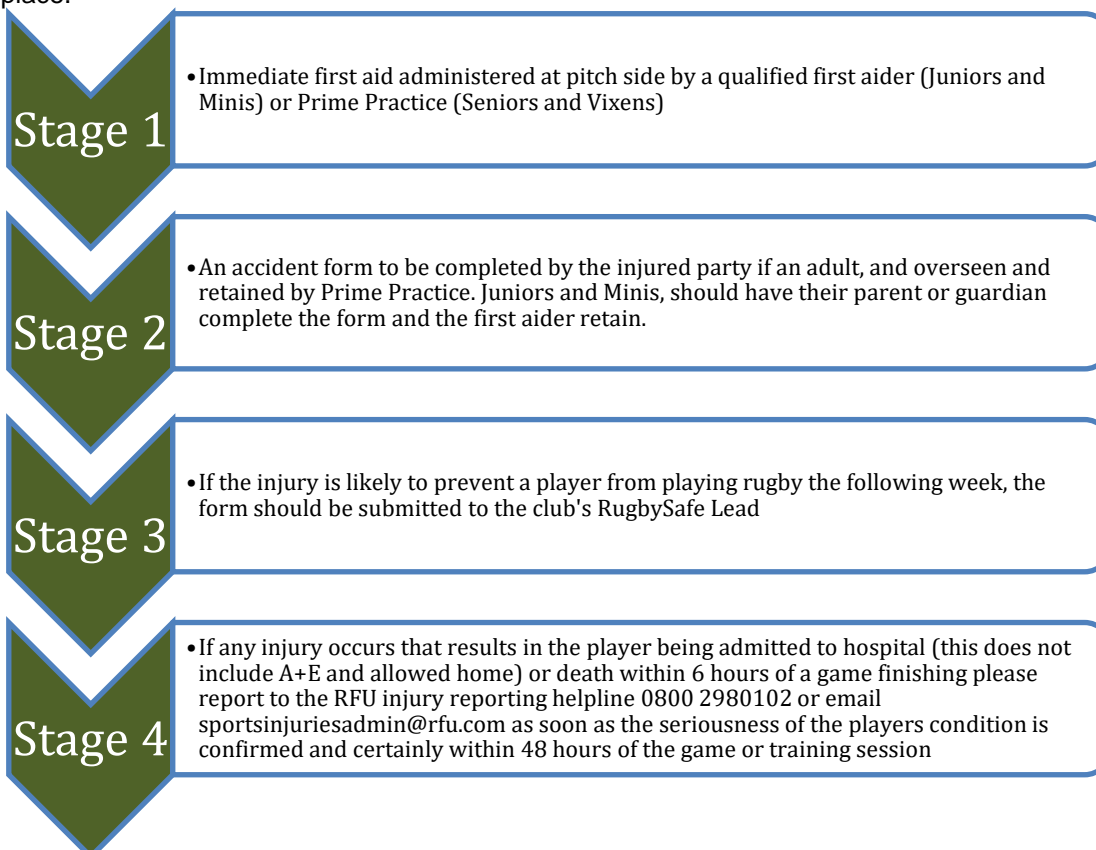 place.
Stage 1
•Immediate first aid administered at pitch side by a qualified first aider (Juniors and
Minis) or Prime Practice (Seniors and Vixens)
Stage 2
•An accident form to be completed by the injured party if an adult, and overseen and
retained by Prime Practice. Juniors and Minis, should have their parent or guardian
complete the form and the first aider retain.
Stage 3
•If the injury is likely to prevent a player from playing rugby the following week, the
form should be submitted to the club's RugbySafe Lead
Stage 4
•If any injury occurs that results in the player being admitted to hospital (this does not
include A+E and allowed home) or death within 6 hours of a game finishing please
report to the RFU injury reporting helpline 0800 2980102 or email
sportsinjuriesadmin@rfu.com as soon as the seriousness of the players condition is
confirmed and certainly within 48 hours of the game or training session